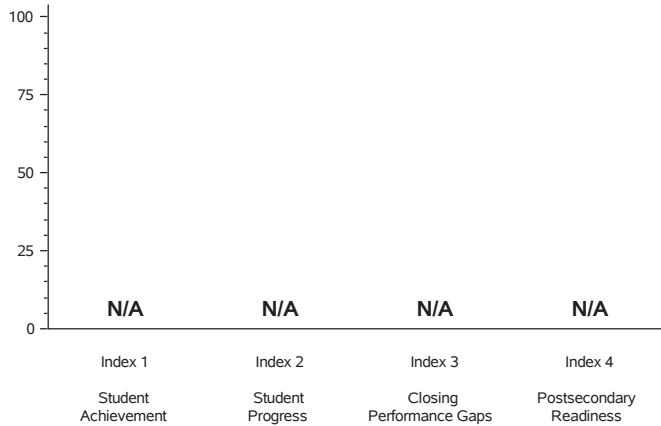 100
75
50
25
0
N/A N/A N/A N/A
Index 1 Index 2 Index 3 Index 4
Student Student Closing Postsecondary
Achievement Progress Performance Gaps Readiness